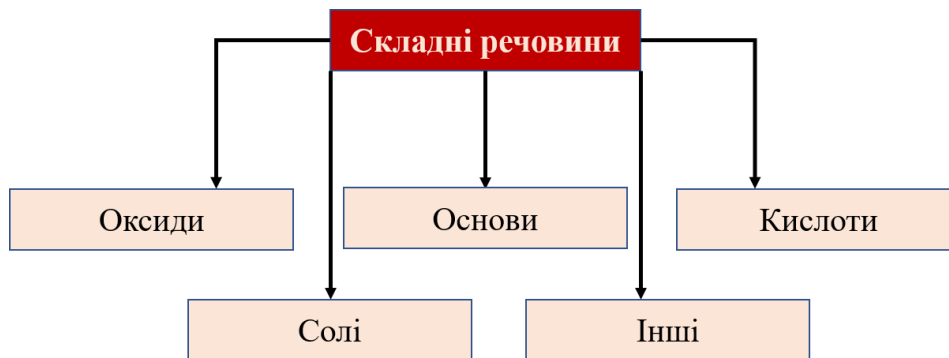 Складні речовини
Оксиди
Основи
Кислоти
Солі
Інші